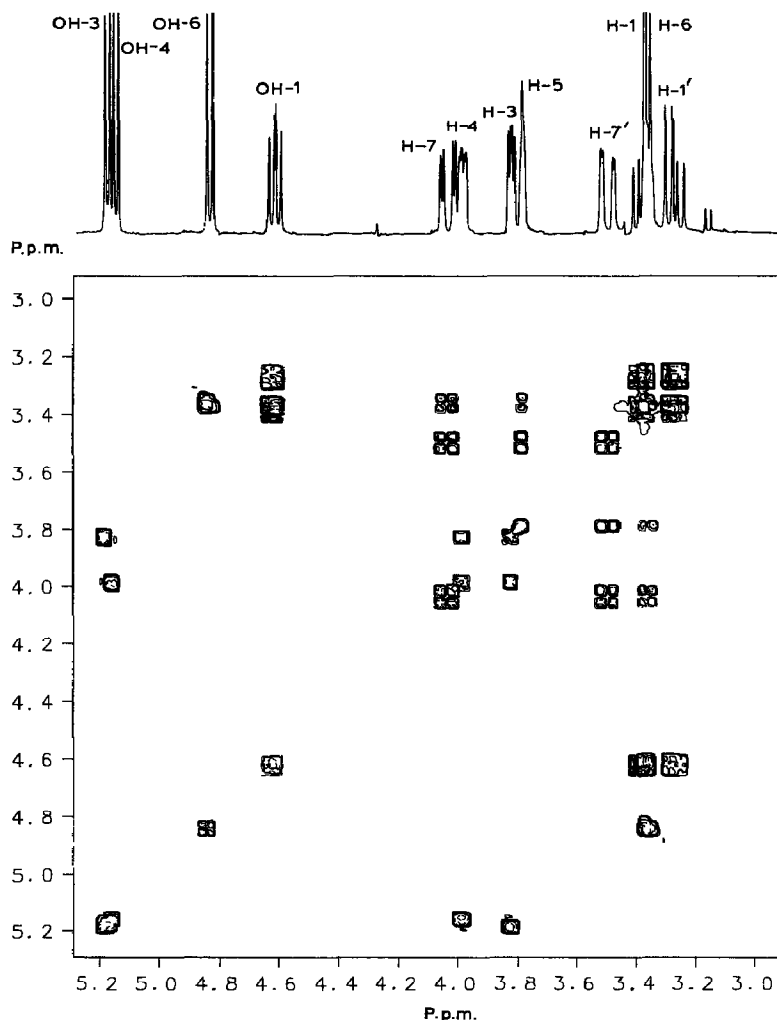 OH-3
OH-4
OH-6
OH-1
H-7
H-4
H-3
H-5
H-7'
H-1
H-6
H-1'
P.p.m.
3.0
3.2
3.4
3.6
3.8
4.0
4.2
4.4
4.6
4.8
5.0
5.2
5.2 5.0 4.8 4.6 4.4 4.2 4.0 3.8 3.6 3.4 3.2 3.0
P.p.m.